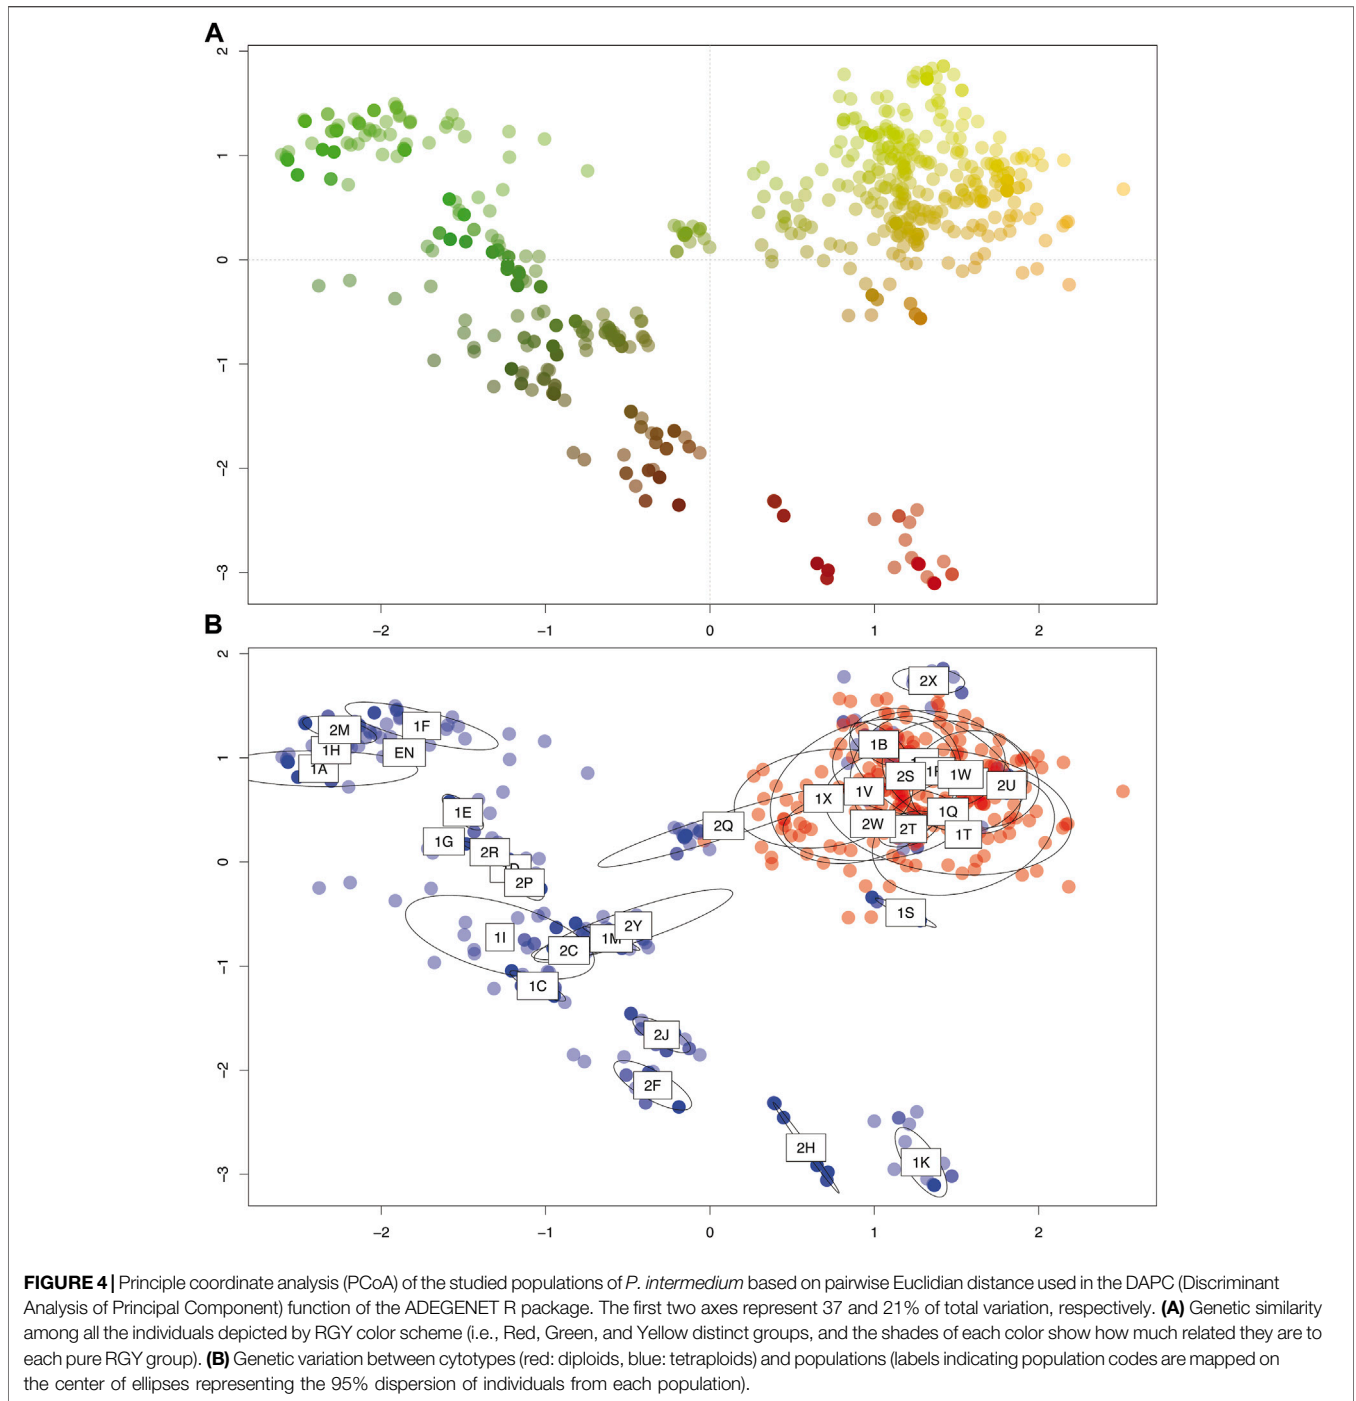 A
2
1
0
−1
−2
−3
−2
−1
0
1
2
B
2
1
0
−1
−2
−3
2X
2M
1F
1H
EN
1A
1B
1W
2S
2U
1V
1X
1Q
2W
2T
1T
2Q
1E
1G
2R
2P
1S
2Y
1I
1M
2C
1C
2J
2F
2H
1K
−2
−1
0
1
2
FIGURE 4 | Principle coordinate analysis (PCoA) of the studied populations of P. intermedium based on pairwise Euclidian distance used in the DAPC (Discriminant
Analysis of Principal Component) function of the ADEGENET R package. The first two axes represent 37 and 21% of total variation, respectively. (A) Genetic similarity
among all the individuals depicted by RGY color scheme (i.e., Red, Green, and Yellow distinct groups, and the shades of each color show how much related they are to
each pure RGY group). (B) Genetic variation between cytotypes (red: diploids, blue: tetraploids) and populations (labels indicating population codes are mapped on
the center of ellipses representing the 95% dispersion of individuals from each population).